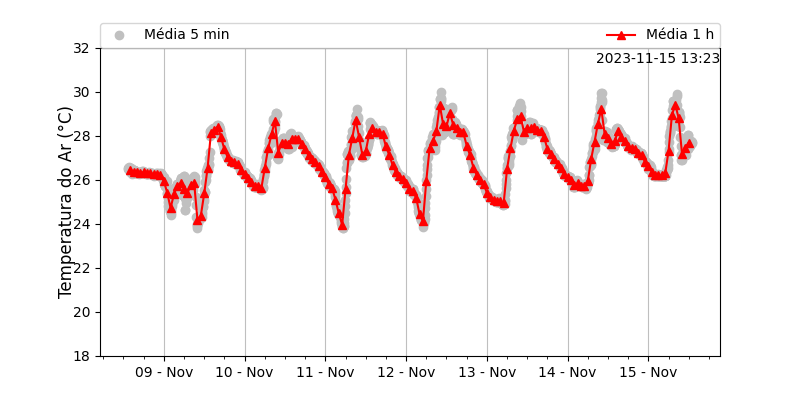 Média 5 min
Média 1 h
2023-11-15 13:23
Temperatura do Ar (°C)
32
30
28
26
24
22
20
18
09 - Nov
10 - Nov
11 - Nov
12 - Nov
13 - Nov
14 - Nov
15 - Nov